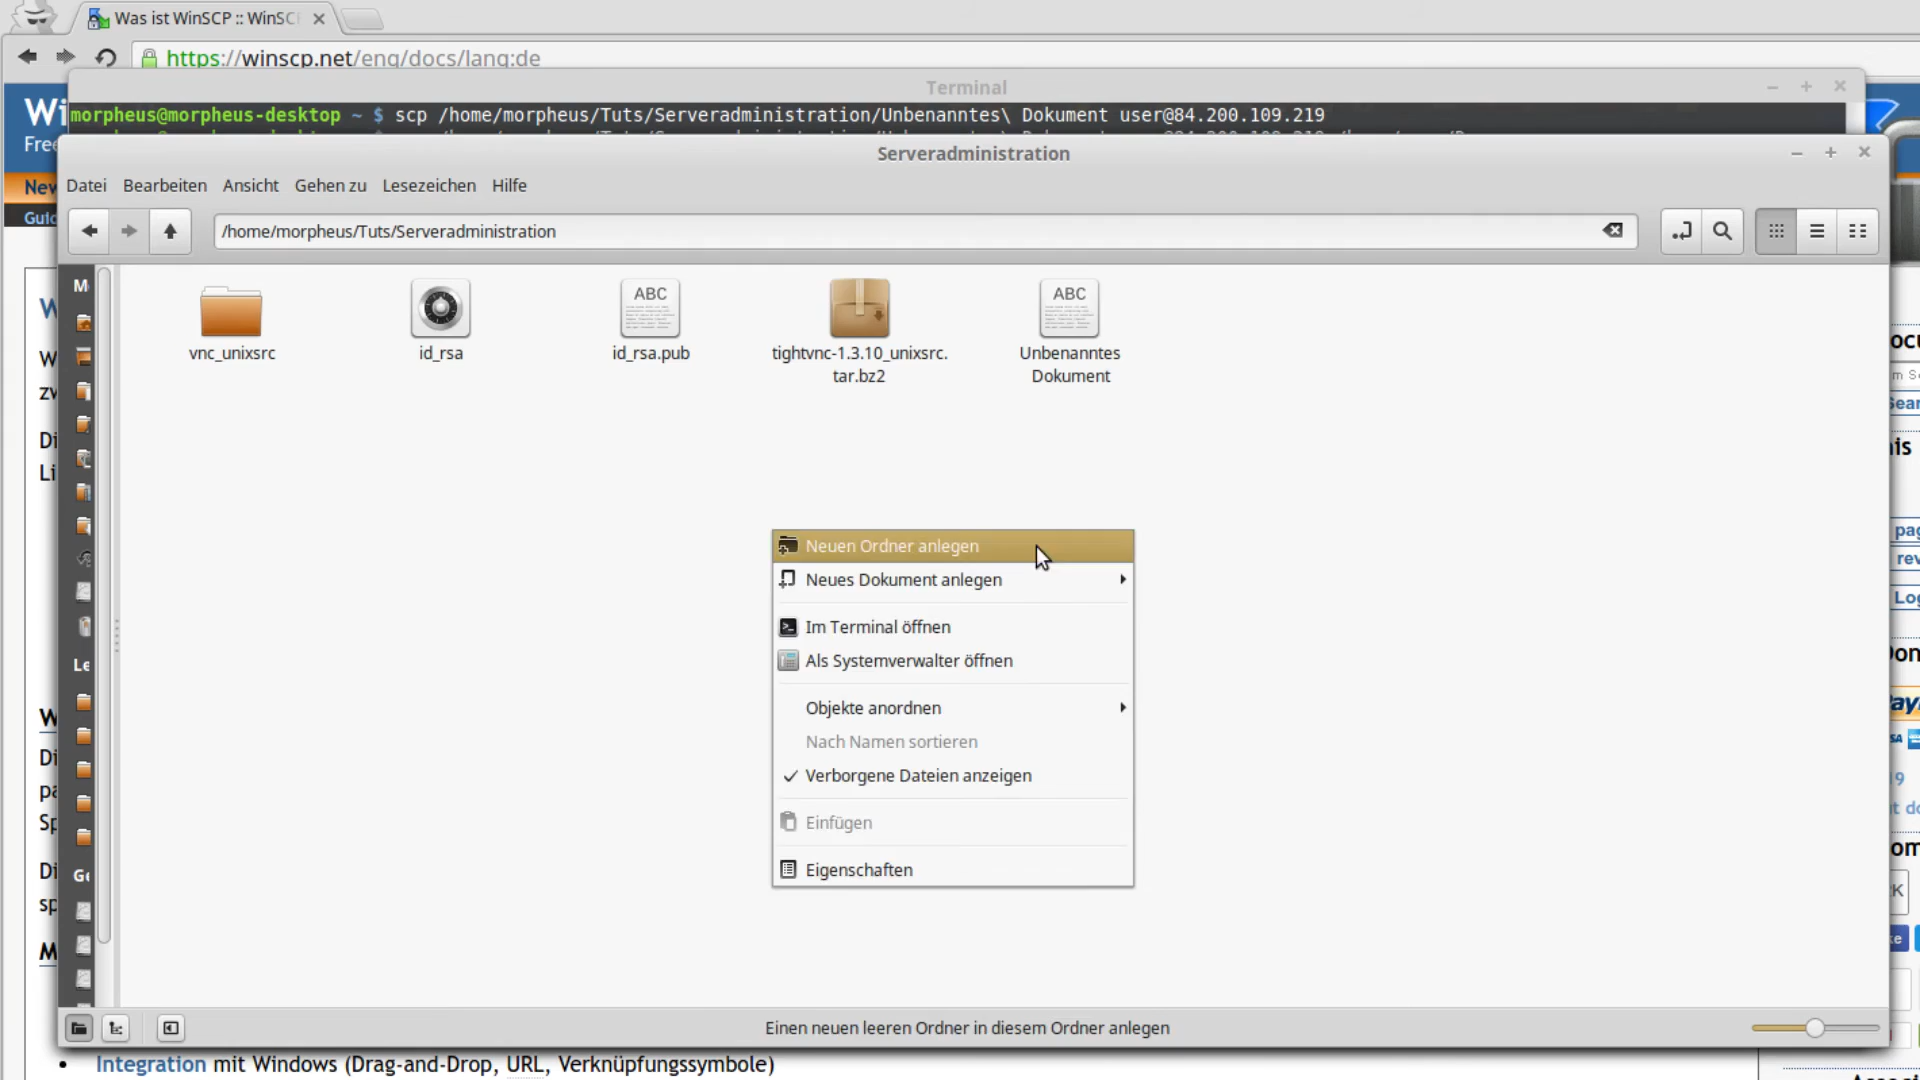 Was ist WinSCP :: WinSC
https://winscp.net/eng/docs/lang:de
Terminal
morpheus@morpheus-desktop ~ $ scp /home/morpheus/Tuts/Serveradministration/Unbenanntes\ Dokument user@84.200.109.219
Wi
Free
New
Guid
Serveradministration
Datei Bearbeiten Ansicht Gehen zu Lesezeichen Hilfe
/home/morpheus/Tuts/Serveradministration
vnc_unixsrc
id_rsa
ABC
id_rsa.pub
tightvnc-1.3.10_unixsrc.
tar.bz2
ABC
Unbenanntes
Dokument
Neuen Ordner anlegen
Neues Dokument anlegen
Im Terminal öffnen
Als Systemverwalter öffnen
Objekte anordnen
Nach Namen sortieren
Verborgene Dateien anzeigen
Einfügen
Eigenschaften
Einen neuen leeren Ordner in diesem Ordner anlegen
• Integration mit Windows (Drag-and-Drop, URL, Verknüpfungssymbole)